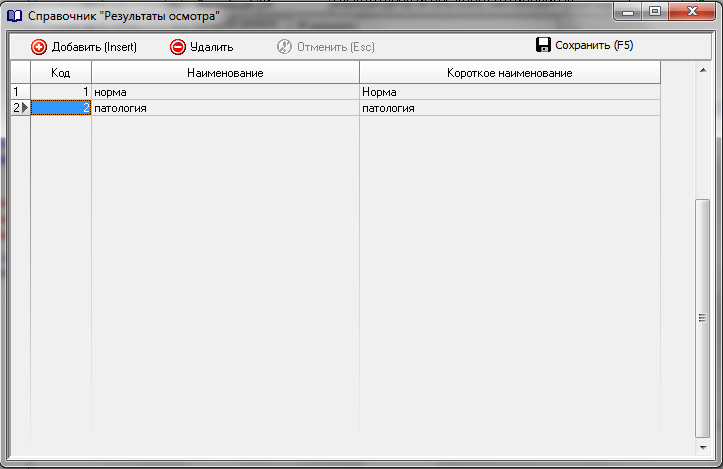 Справочник "Результаты осмотра"
Добавить (Insert) Удалить Отменить (Esc) Сохранить (F5)
Код Наименование Короткое наименование
1 1 норма Норма
2 2 патология патология